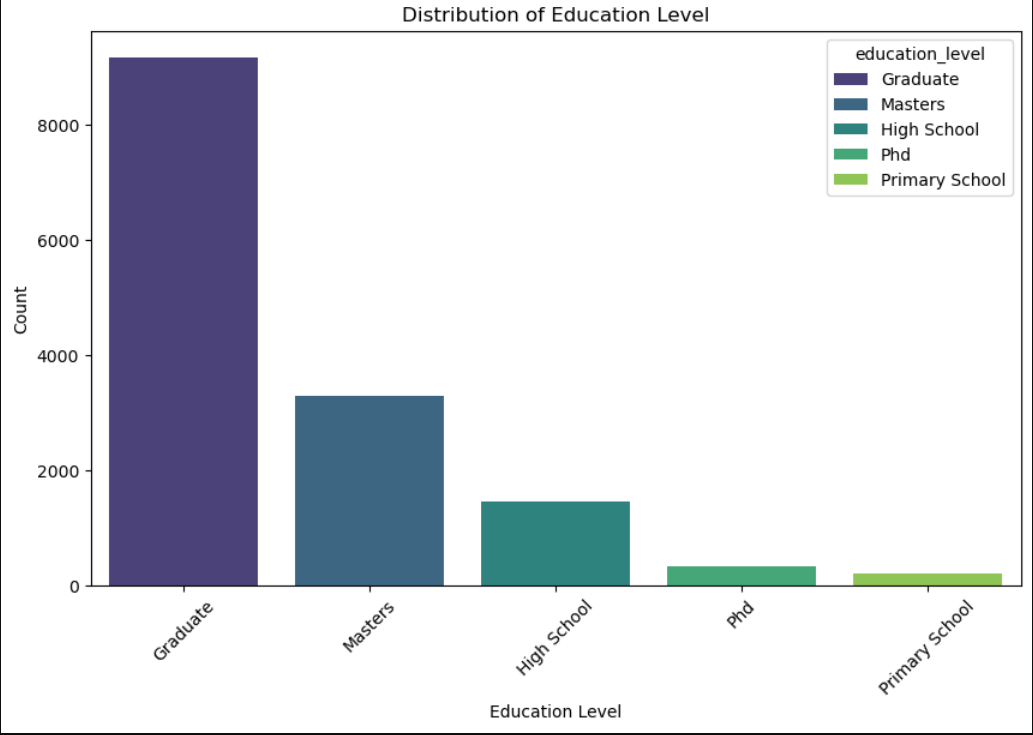 Distribution of Education Level
education_level
Graduate
Masters
High School
Phd
Primary School
8000
6000
4000
2000
0
Count
Graduate
Masters
High School
Phd
Primary School
Education Level